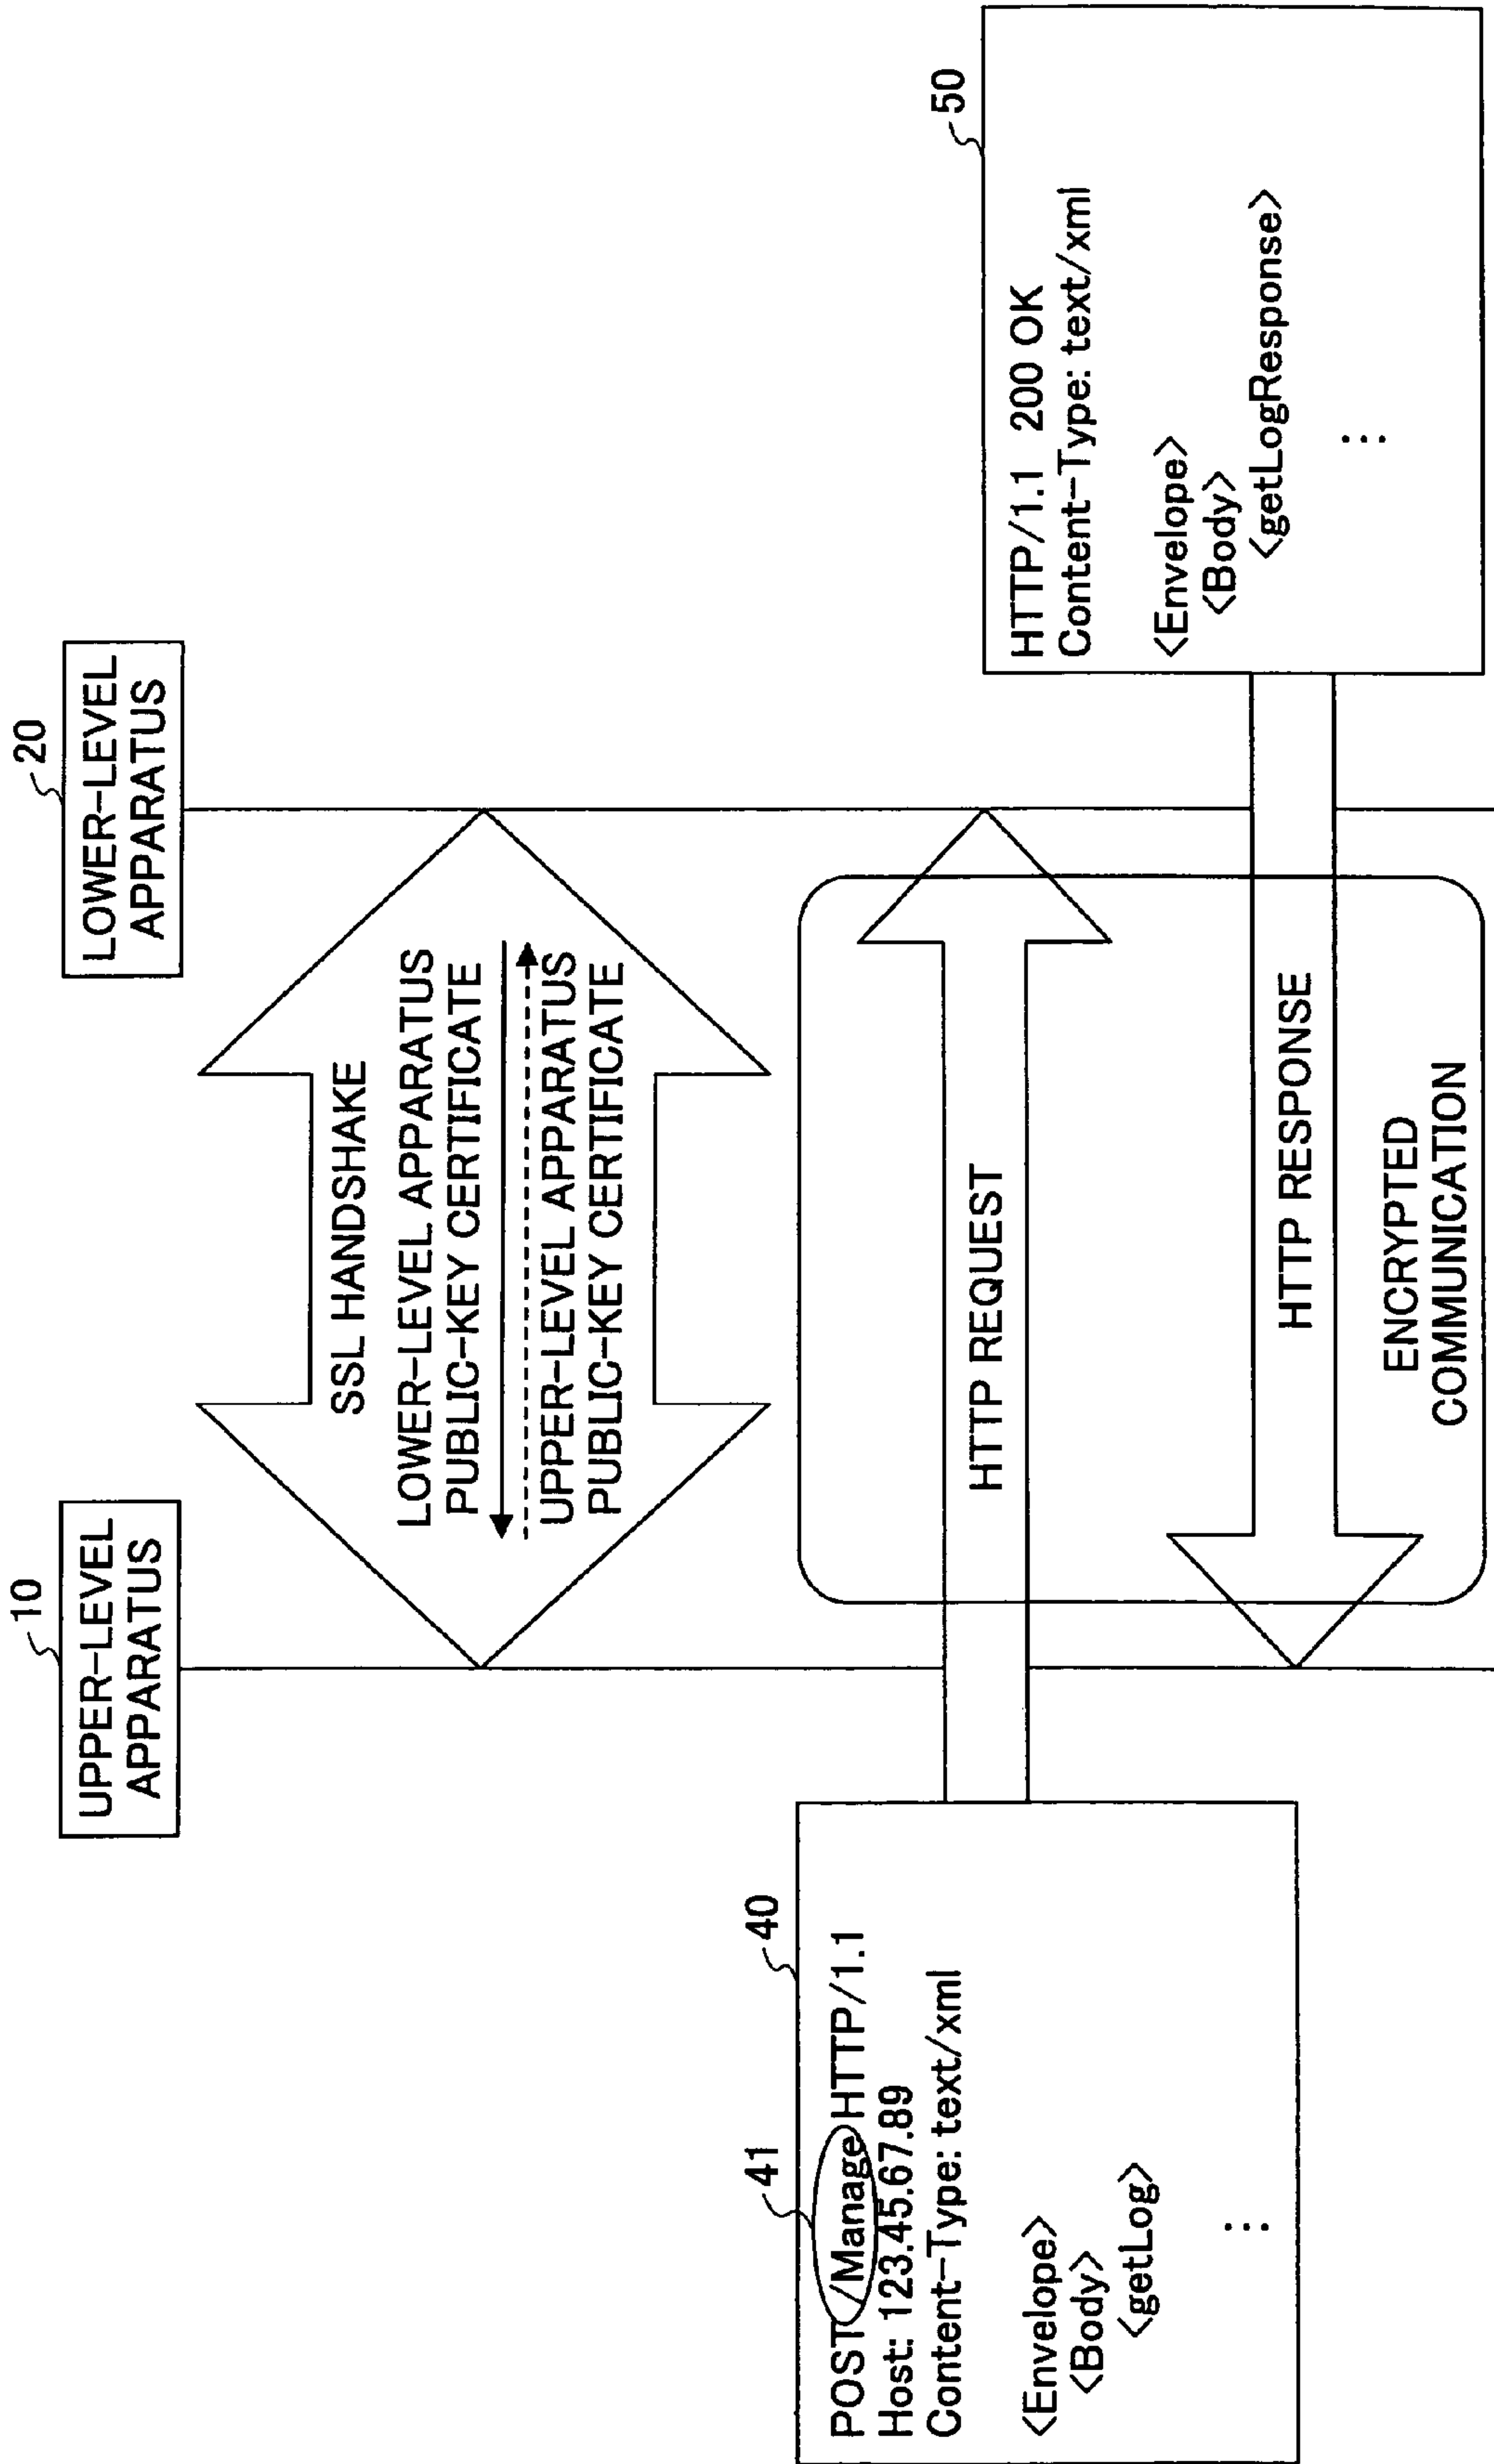 10
UPPER-LEVEL
APPARATUS
20
LOWER-LEVEL
APPARATUS
SSL HANDSHAKE
LOWER-LEVEL APPARATUS
PUBLIC-KEY CERTIFICATE
UPPER-LEVEL APPARATUS
PUBLIC-KEY CERTIFICATE
41
40
POST /Manage HTTP/1.1
Host: 123.45.67.89
Content-Type: text/xml
<Envelope>
<Body>
<getLog>
⋮
HTTP REQUEST
HTTP RESPONSE
ENCRYPTED
COMMUNICATION
50
HTTP/1.1 200 OK
Content-Type: text/xml
<Envelope>
<Body>
<getLogResponse>
⋮